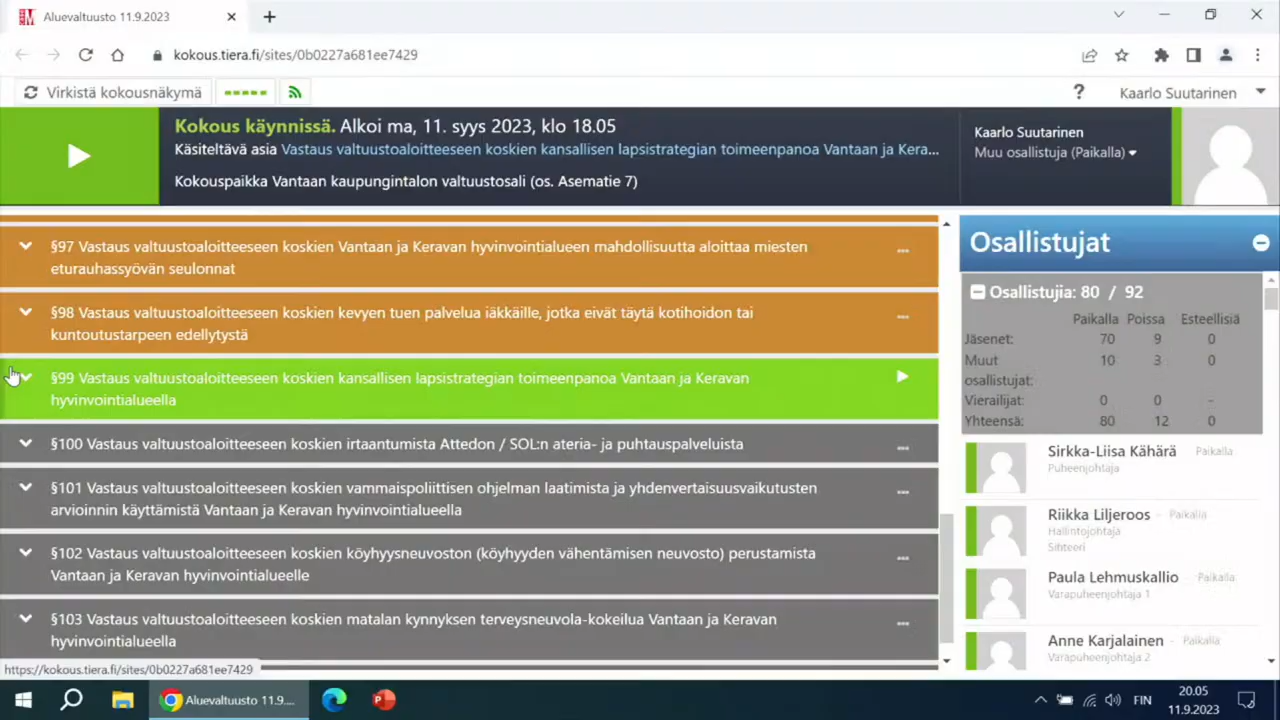 Aluevaltuusto 11.9.2023
kokous.tiera.fi/sites/0b0227a681ee7429
Virkistä kokousnäkymä
?
Kaarlo Suutarinen
Kokous käynnissä. Alkoi ma, 11. syys 2023, klo 18.05
Käsiteltävä asia Vastaus valtuustoaloitteeseen koskien kansallisen lapsistrategian toimeenpanoa Vantaan ja Kera...
Kokouspaikka Vantaan kaupungintalon valtuustosali (os. Asematie 7)
Kaarlo Suutarinen
Muu osallistuja (Paikalla)
§97 Vastaus valtuustoaloitteeseen koskien Vantaan ja Keravan hyvinvointialueen mahdollisuutta aloittaa miesten
eturauhassyövän seulonnat
§98 Vastaus valtuustoaloitteeseen koskien kevyen tuen palvelua iäkkäille, jotka eivät täytä kotihoidon tai
kuntoutustarpeen edellytystä
§99 Vastaus valtuustoaloitteeseen koskien kansallisen lapsistrategian toimeenpanoa Vantaan ja Keravan
hyvinvointialueella
§100 Vastaus valtuustoaloitteeseen koskien irtaantumista Attedon / SOL:n ateria- ja puhtauspalveluista
§101 Vastaus valtuustoaloitteeseen koskien vammaispoliittisen ohjelman laatimista ja yhdenvertaisuusvaikutusten
arvioinnin käyttämistä Vantaan ja Keravan hyvinvointialueella
§102 Vastaus valtuustoaloitteeseen koskien köyhyysneuvoston (köyhyyden vähentämisen neuvosto) perustamista
Vantaan ja Keravan hyvinvointialueelle
§103 Vastaus valtuustoaloitteeseen koskien matalan kynnyksen terveysneuvola-kokeilua Vantaan ja Keravan
hyvinvointialueella
https://kokous.tiera.fi/sites/0b0227a681ee7429
Osallistujat
Osallistujia: 80 / 92
Paikalla Poissa Esteellisiä
Jäsenet: 70 9 0
Muut 10 3 0
osallistujat:
Vierailijat: 0 0 -
Yhteensä: 80 12 0
Sirkka-Liisa Kähärä Paikalla
Puheenjohtaja
Riikka Liljeroos - Paikalla
Hallintojohtaja
Sihteeri
Paula Lehmuskallio Paikalla
Varapuheenjohtaja 1
Anne Karjalainen - Paikalla
Varapuheenjohtaja 2
Aluevaltuusto 11.9....
FIN
20.05
11.9.2023